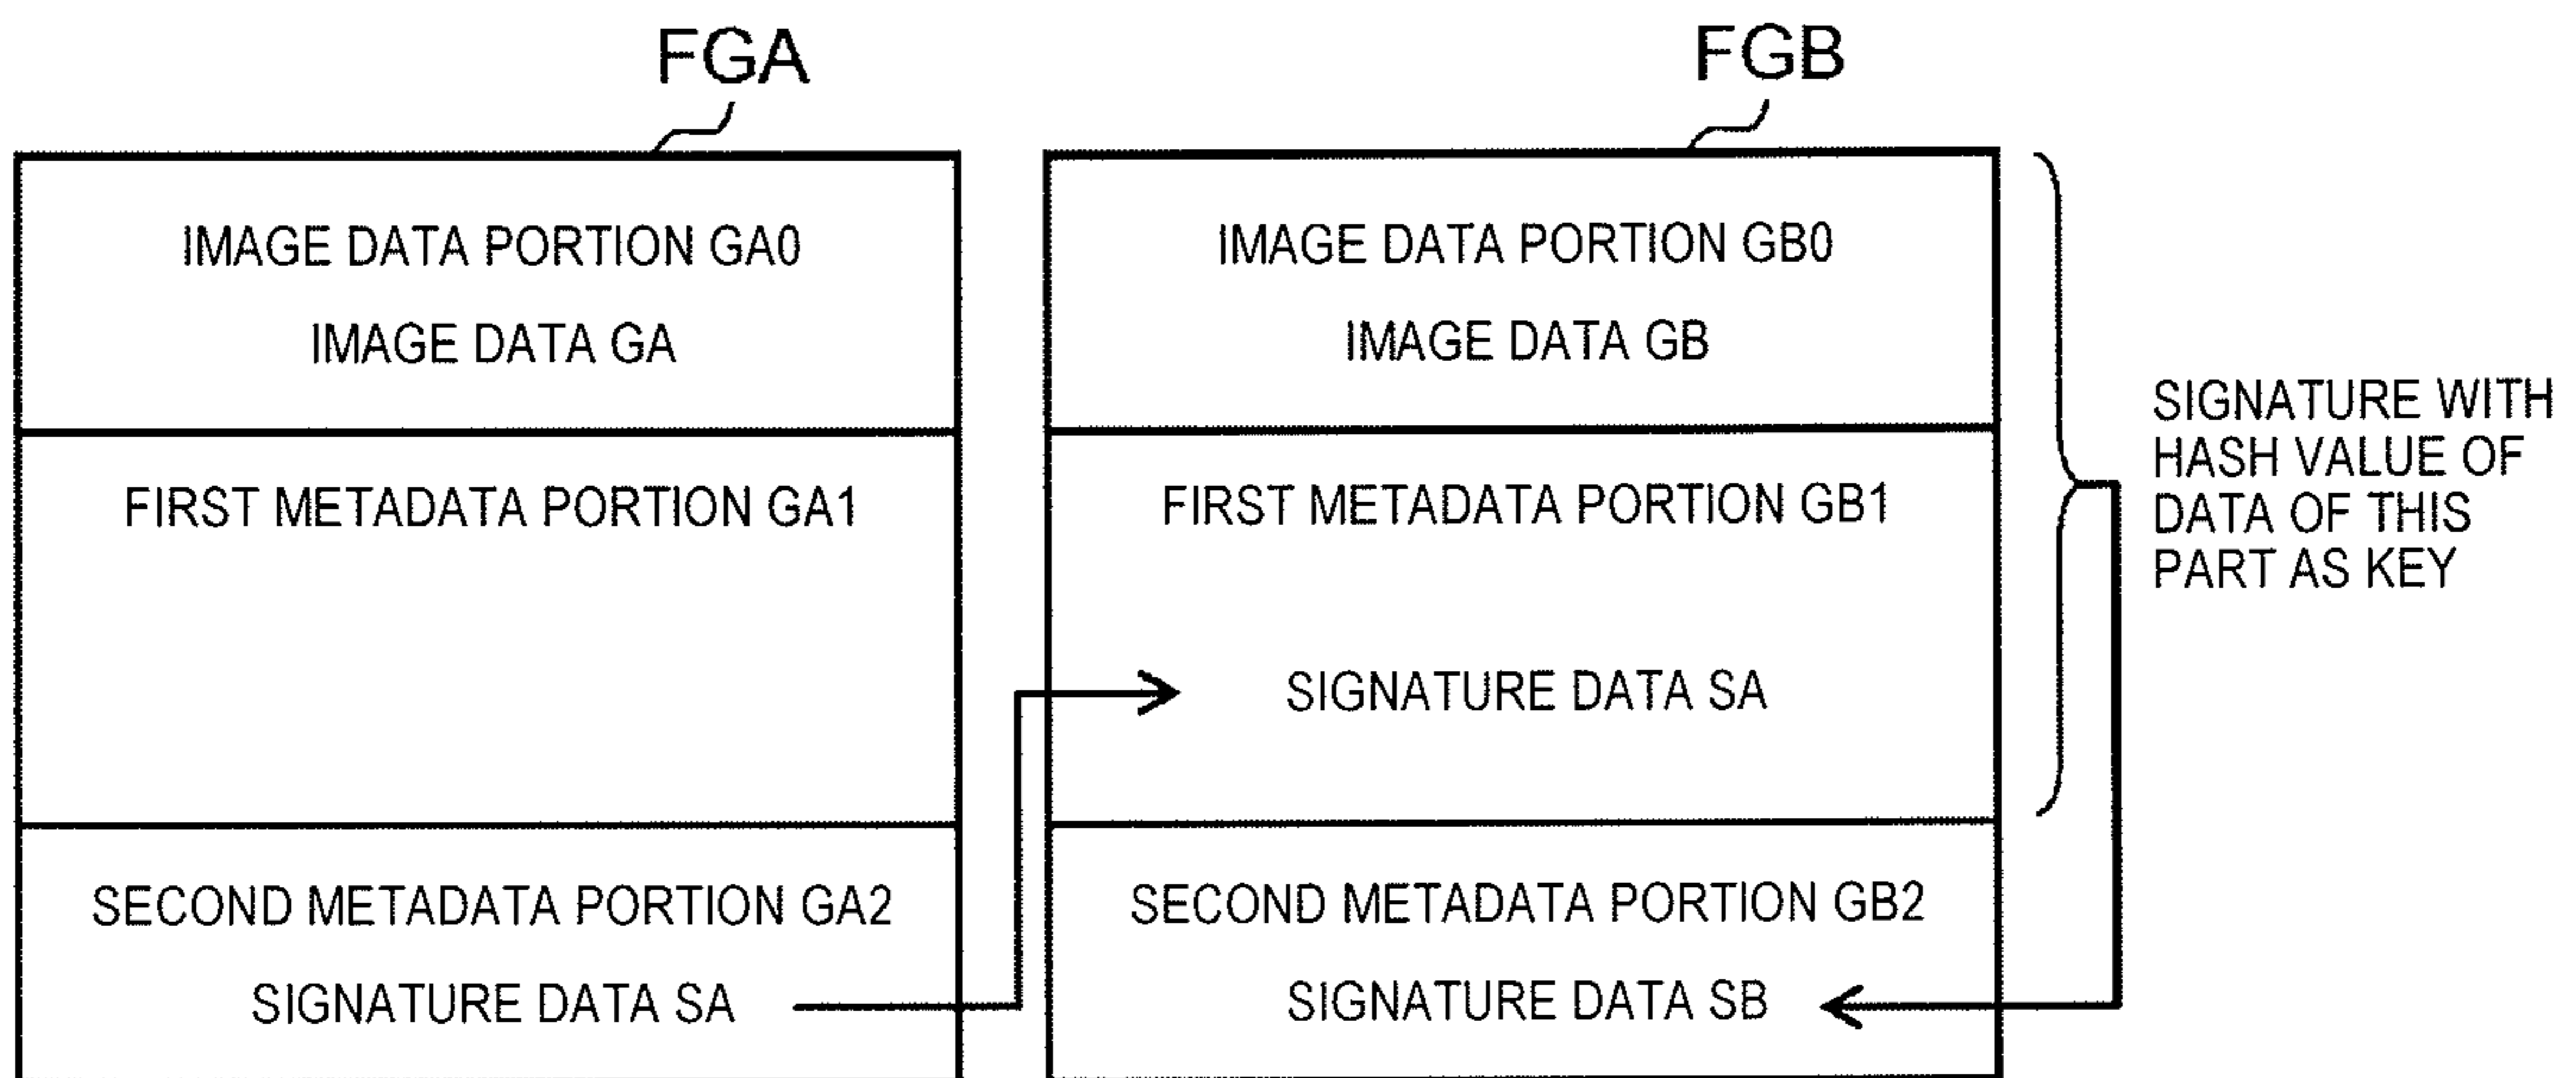 FGA
IMAGE DATA PORTION GA0
IMAGE DATA GA
FIRST METADATA PORTION GA1
SECOND METADATA PORTION GA2
SIGNATURE DATA SA
FGB
IMAGE DATA PORTION GB0
IMAGE DATA GB
FIRST METADATA PORTION GB1
SIGNATURE DATA SA
SECOND METADATA PORTION GB2
SIGNATURE DATA SB
SIGNATURE WITH
HASH VALUE OF
DATA OF THIS
PART AS KEY